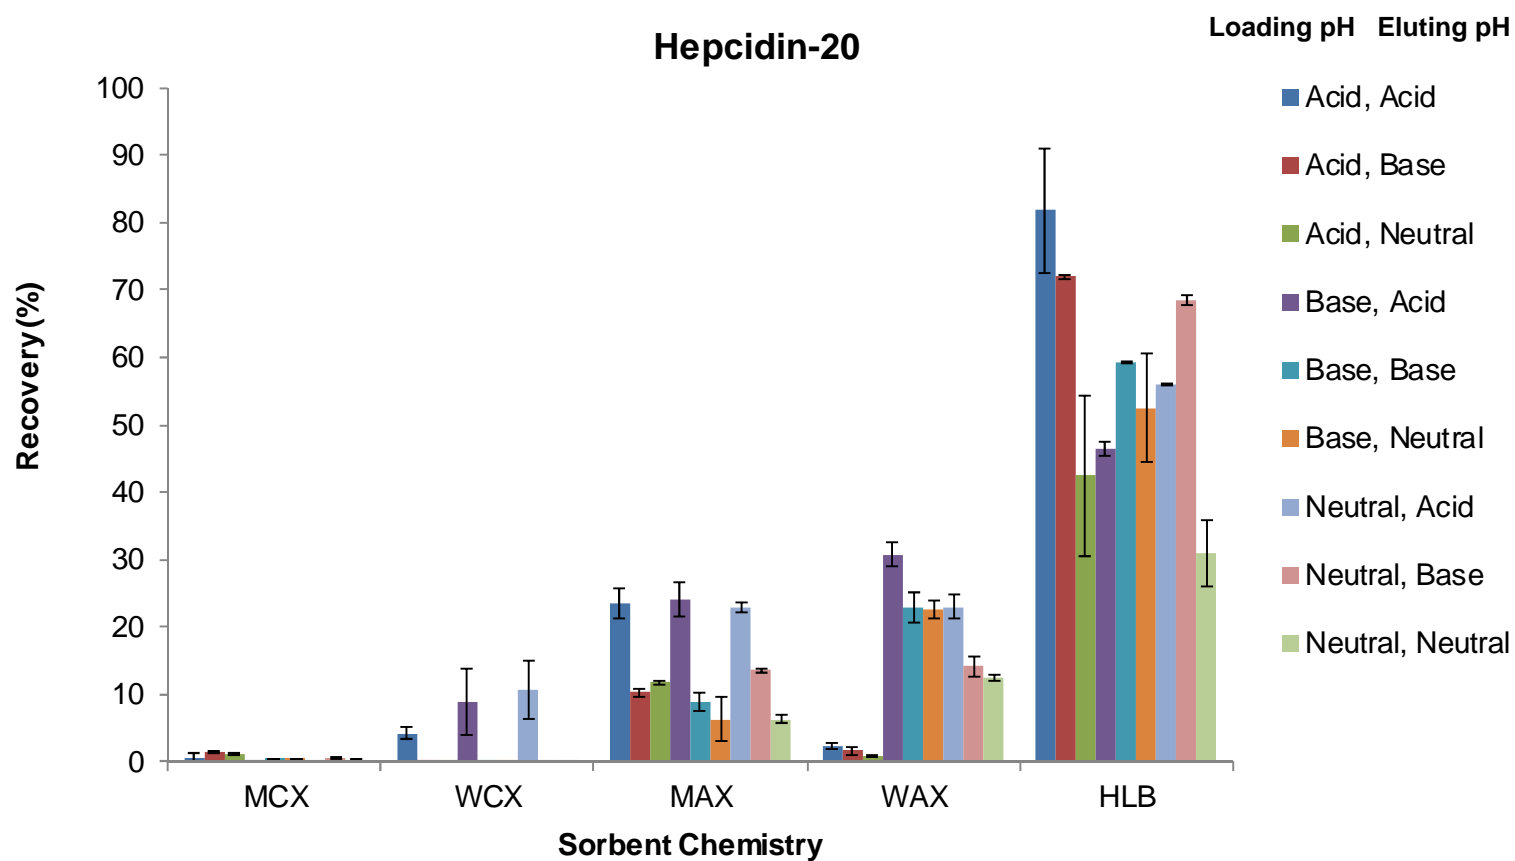 Hepcidin-20
Loading pH Eluting pH
Acid, Acid
Acid, Base
Acid, Neutral
Base, Acid
Base, Base
Base, Neutral
Neutral, Acid
Neutral, Base
Neutral, Neutral
Recovery (%)
100
90
80
70
60
50
40
30
20
10
0
MCX WCX MAX WAX HLB
Sorbent Chemistry